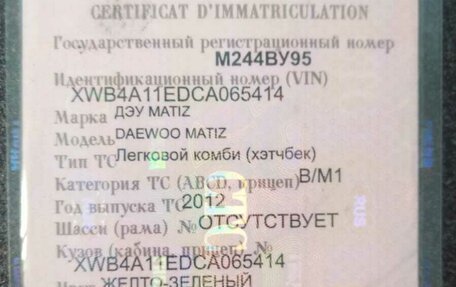 CERTIFICAT D'IMMATRICULATION
Государственный регистрационный номер
М244ВУ95
Идентификационный номер (VIN)
XWB4A11EDCA065414
Марка ДЭУ MATIZ
Модель DAEWOO MATIZ
Тип ТС Легковой комби (хэтчбек)
Категория ТС (ABCD, прицеп) B/M1
Год выпуска ТС 2012
Шасси (рама) № ОТСУТСТВУЕТ
Кузов (кабина, прицеп) №
XWB4A11EDCA065414
Цвет ЖЕЛТО-ЗЕЛЕНЫЙ